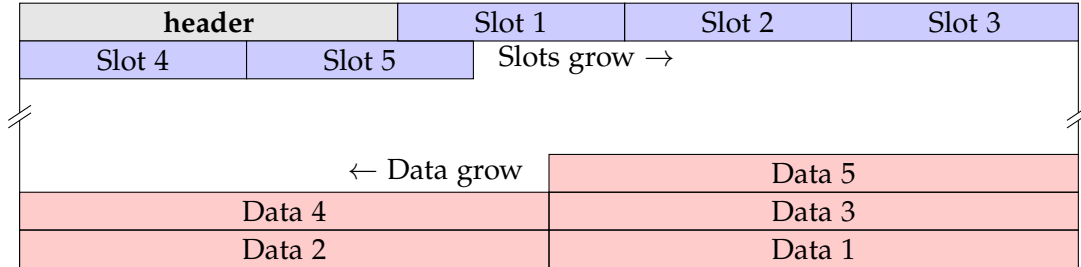 header Slot 1 Slot 2 Slot 3
Slot 4 Slot 5 Slots grow →
← Data grow Data 5
Data 4 Data 3
Data 2 Data 1